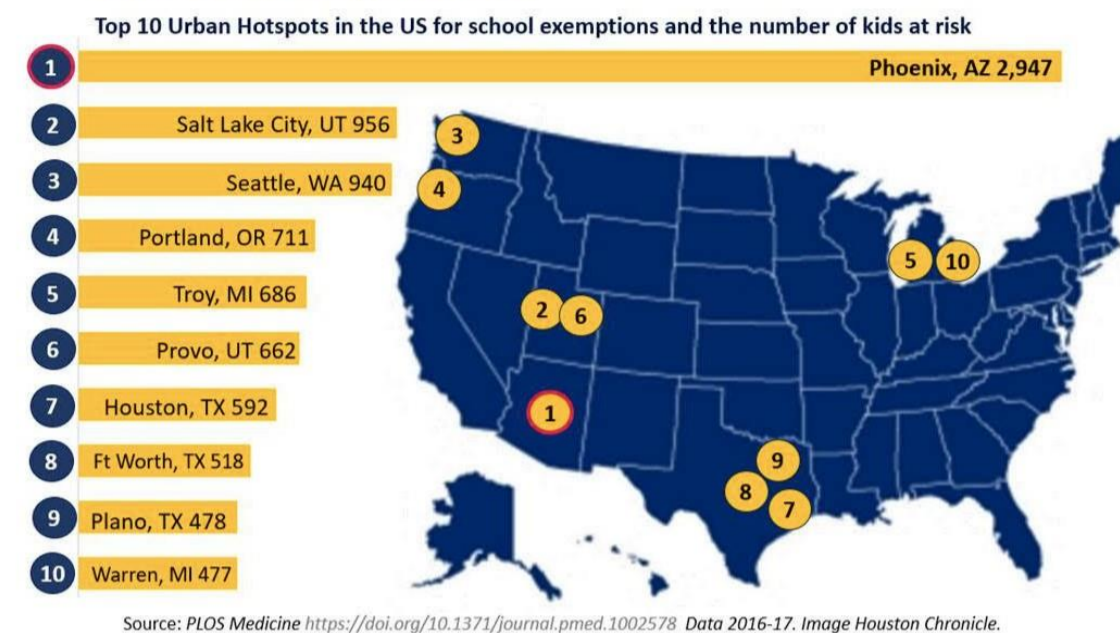 Top 10 Urban Hotspots in the US for school exemptions and the number of kids at risk
1 Phoenix, AZ 2,947
2 Salt Lake City, UT 956
3 Seattle, WA 940
4 Portland, OR 711
5 Troy, MI 686
6 Provo, UT 662
7 Houston, TX 592
8 Ft Worth, TX 518
9 Plano, TX 478
10 Warren, MI 477
3
4
5 10
2 6
1
9
8
7
Source: PLOS Medicine https://doi.org/10.1371/journal.pmed.1002578 Data 2016-17. Image Houston Chronicle.